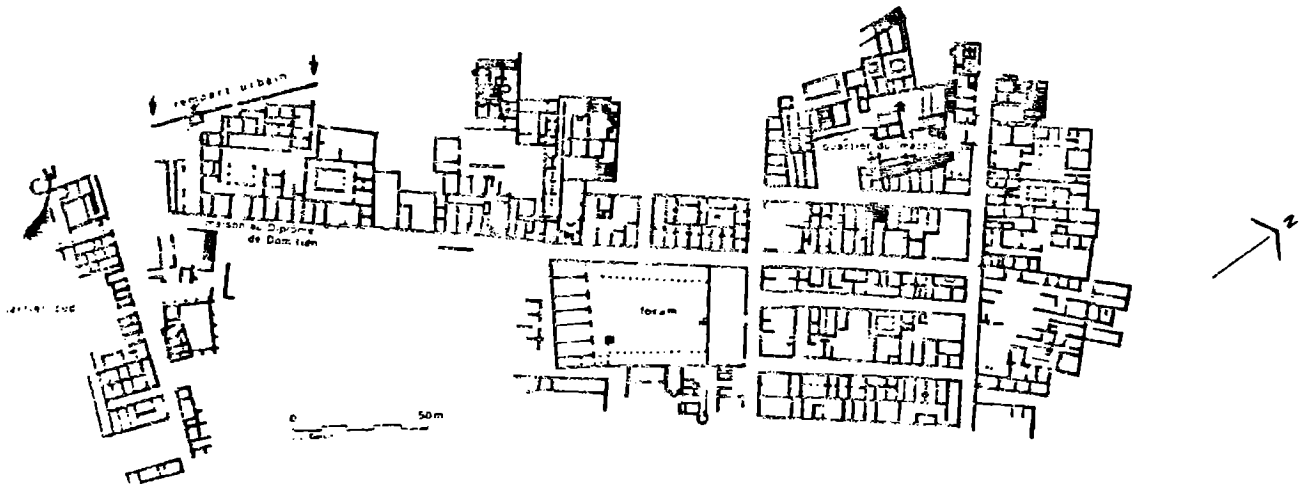 rempart urbain
quartier du macellum
maison au Diplôme
de Domitien
N
quartier sud
forum
0 50m